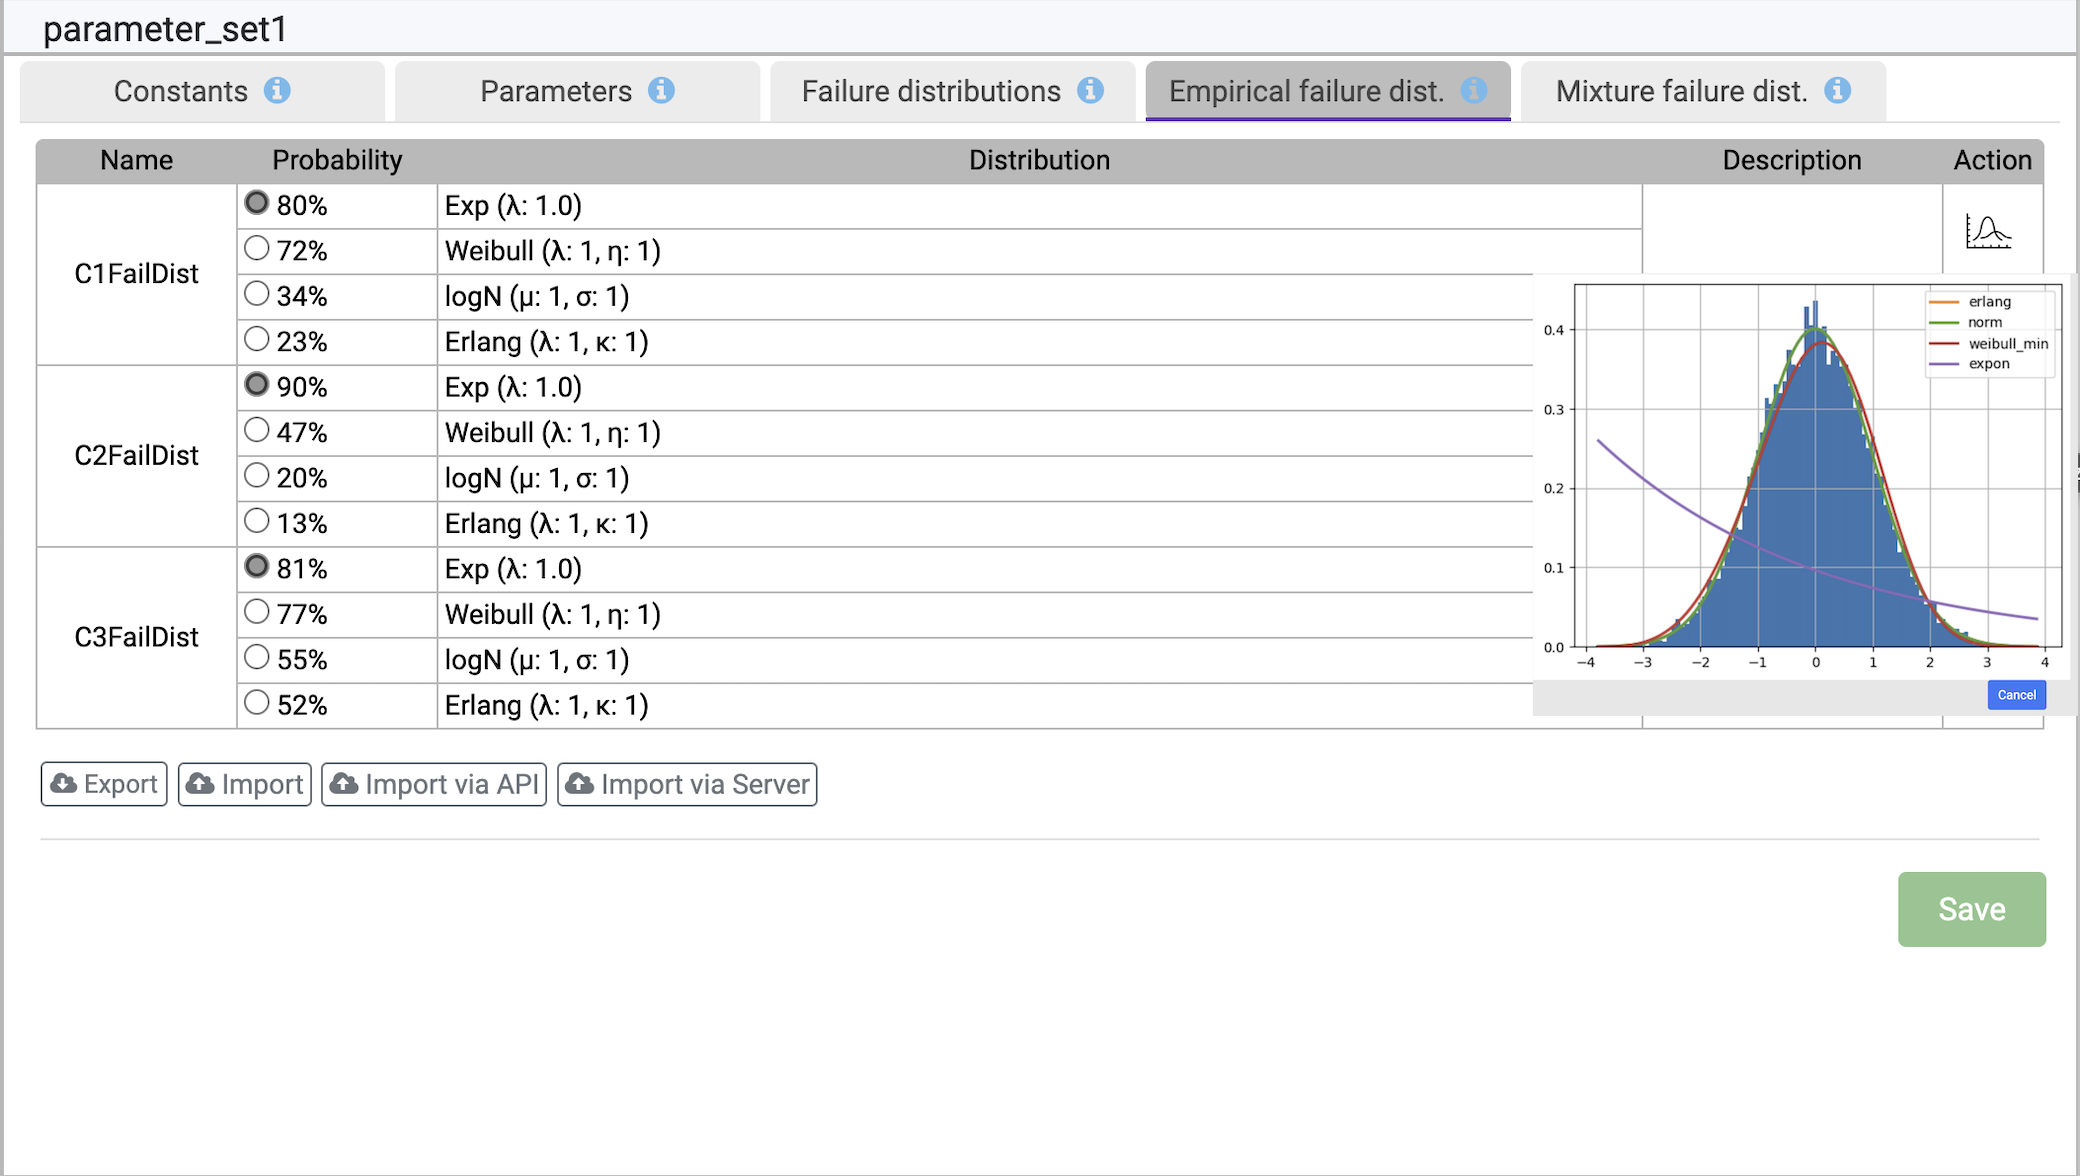 parameter_set1
Constants i Parameters i Failure distributions i Empirical failure dist. i Mixture failure dist. i
Name Probability Distribution Description Action
C1FailDist
80% Exp (λ: 1.0)
72% Weibull (λ: 1, η: 1)
34% logN (μ: 1, σ: 1)
23% Erlang (λ: 1, κ: 1)
C2FailDist
90% Exp (λ: 1.0)
47% Weibull (λ: 1, η: 1)
20% logN (μ: 1, σ: 1)
13% Erlang (λ: 1, κ: 1)
C3FailDist
81% Exp (λ: 1.0)
77% Weibull (λ: 1, η: 1)
55% logN (μ: 1, σ: 1)
52% Erlang (λ: 1, κ: 1)
erlang
norm
weibull_min
expon
0.4
0.3
0.2
0.1
0.0
−4 −3 −2 −1 0 1 2 3 4
Cancel
Export Import Import via API Import via Server
Save